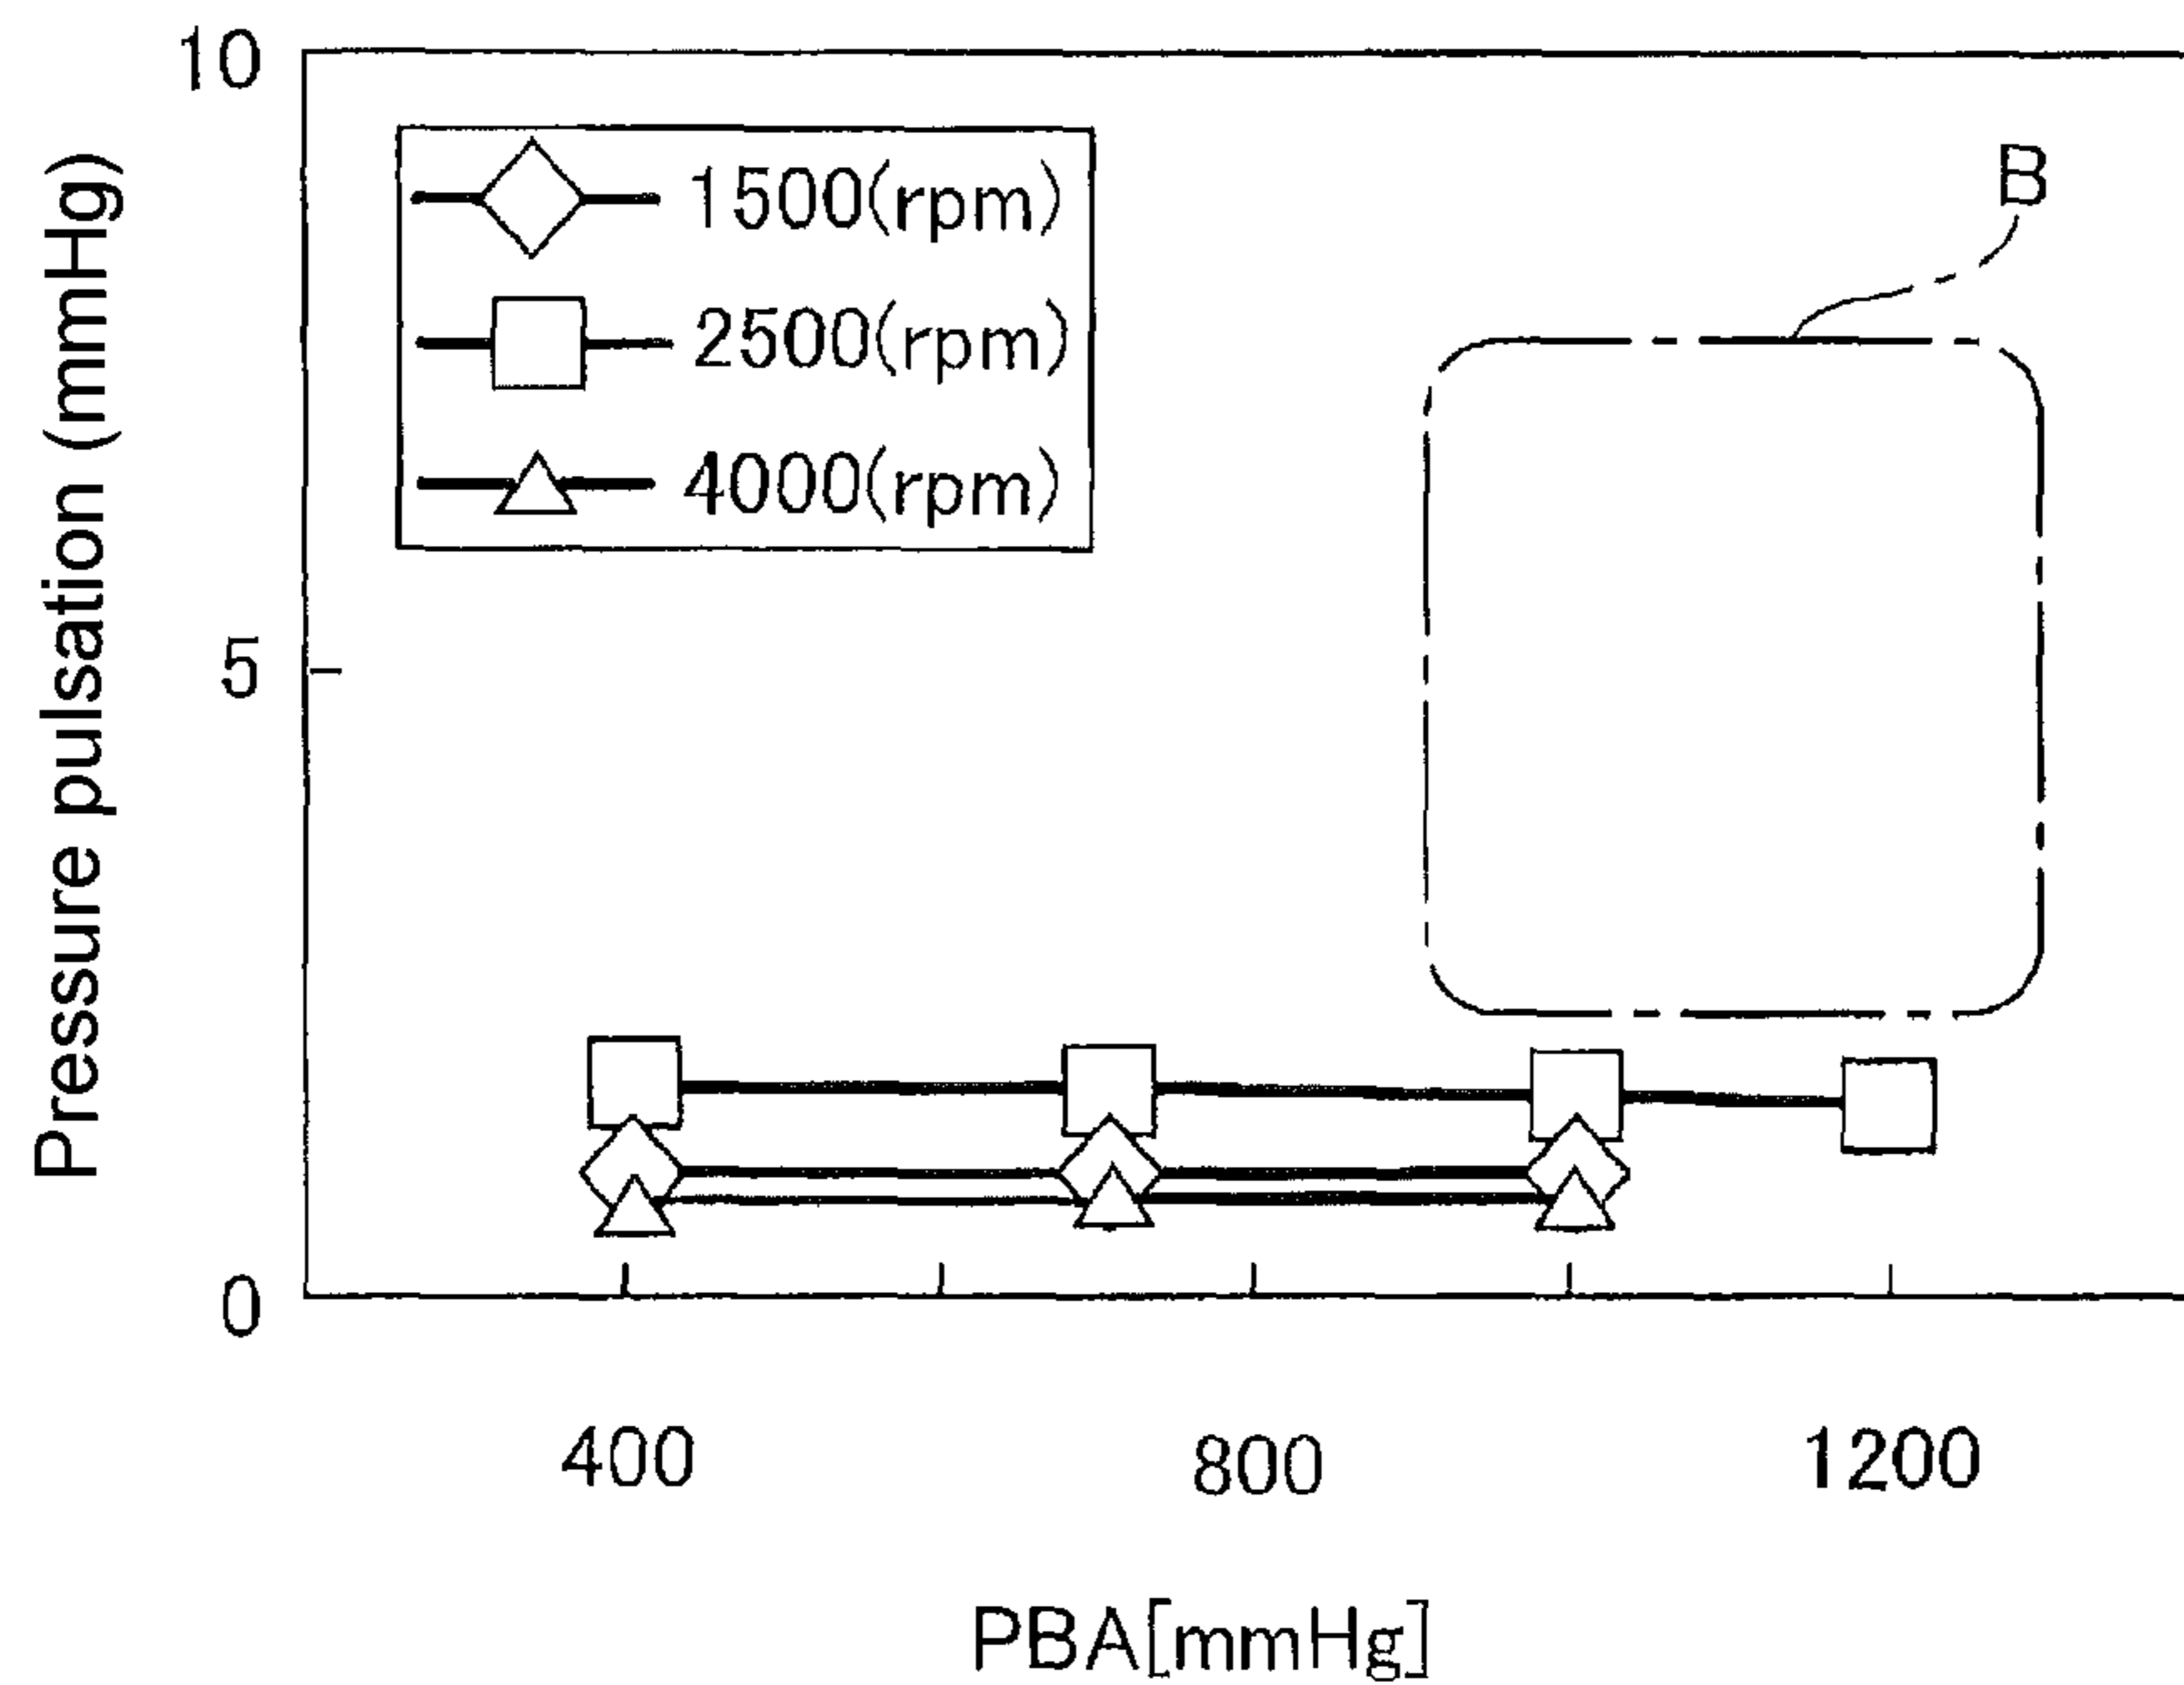 10
1500(rpm)
B
2500(rpm)
4000(rpm)
Pressure pulsation (mmHg)
5
0
400
800
1200
PBA[mmHg]